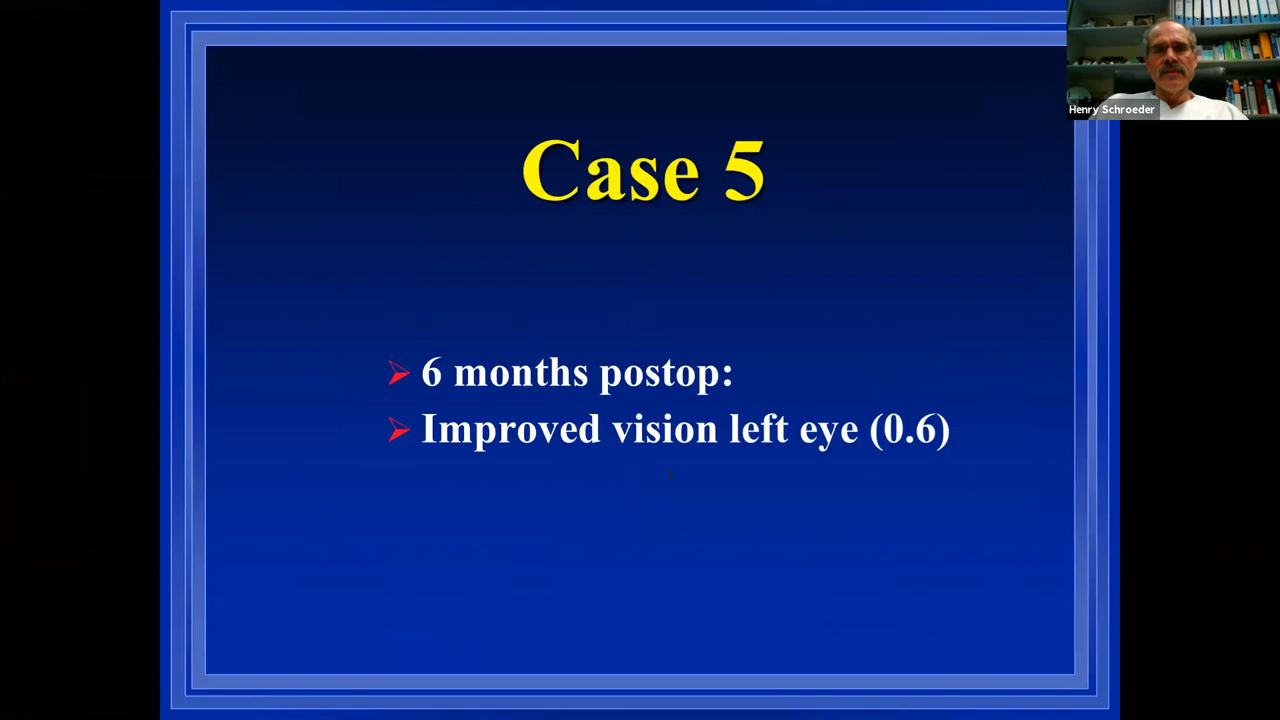 Henry Schroeder
Case 5
6 months postop:
Improved vision left eye (0.6)